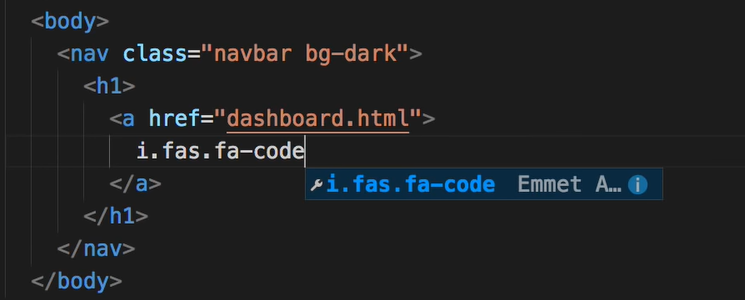 <body>
<nav class="navbar bg-dark">
<h1>
<a href="dashboard.html">
i.fas.fa-code
i.fas.fa-code Emmet A...
</a>
</h1>
</nav>
</body>